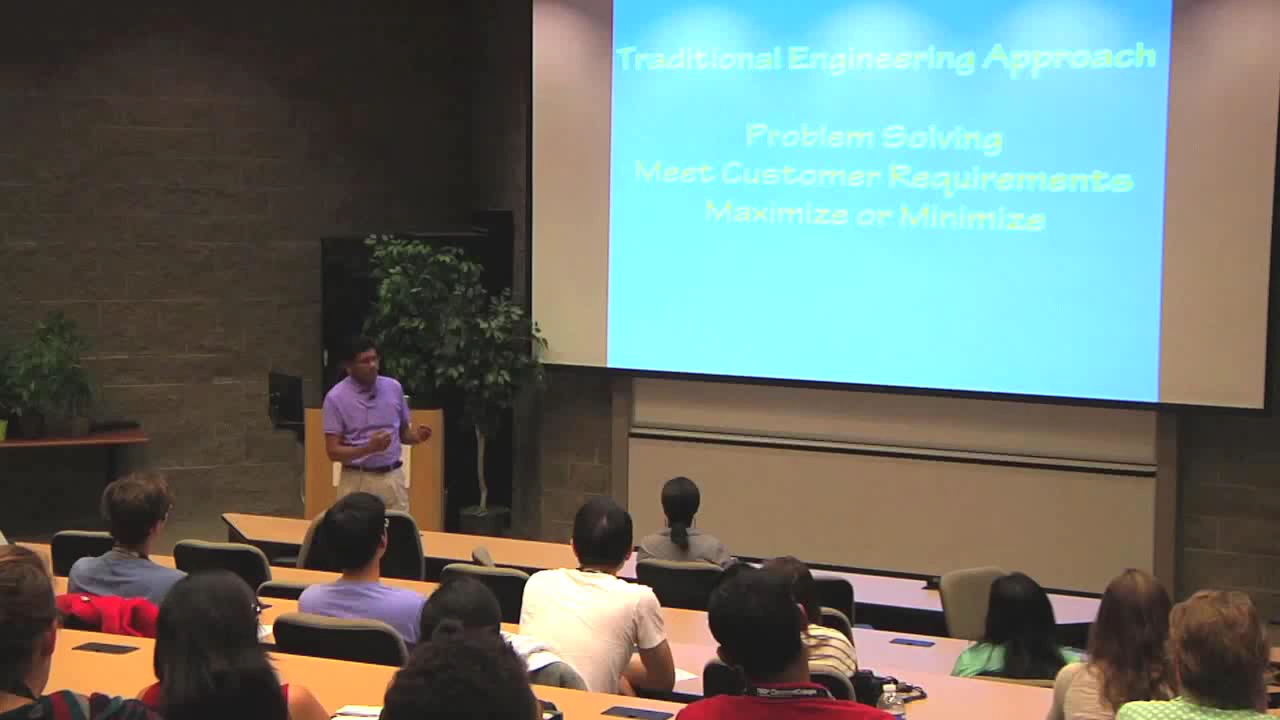 Traditional Engineering Approach
Problem Solving
Meet Customer Requirements
Maximize or Minimize